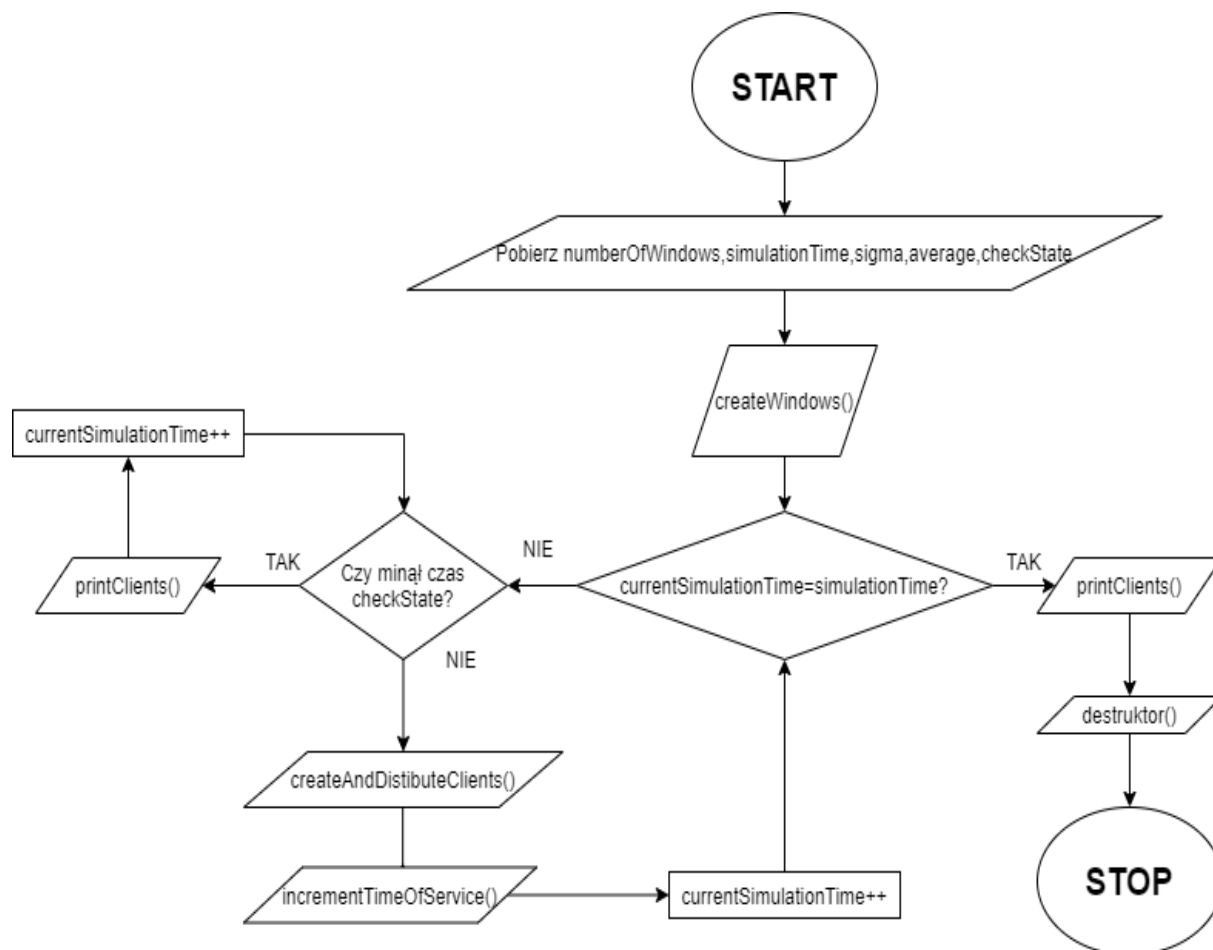 START
Pobierz numberOfWindows,simulationTime,sigma,average,checkState
createWindows()
currentSimulationTime++
NIE
TAK
TAK
Czy minął czas
checkState?
currentSimulationTime=simulationTime?
printClients()
printClients()
NIE
destruktor()
createAndDistibuteClients()
incrementTimeOfService()
currentSimulationTime++
STOP